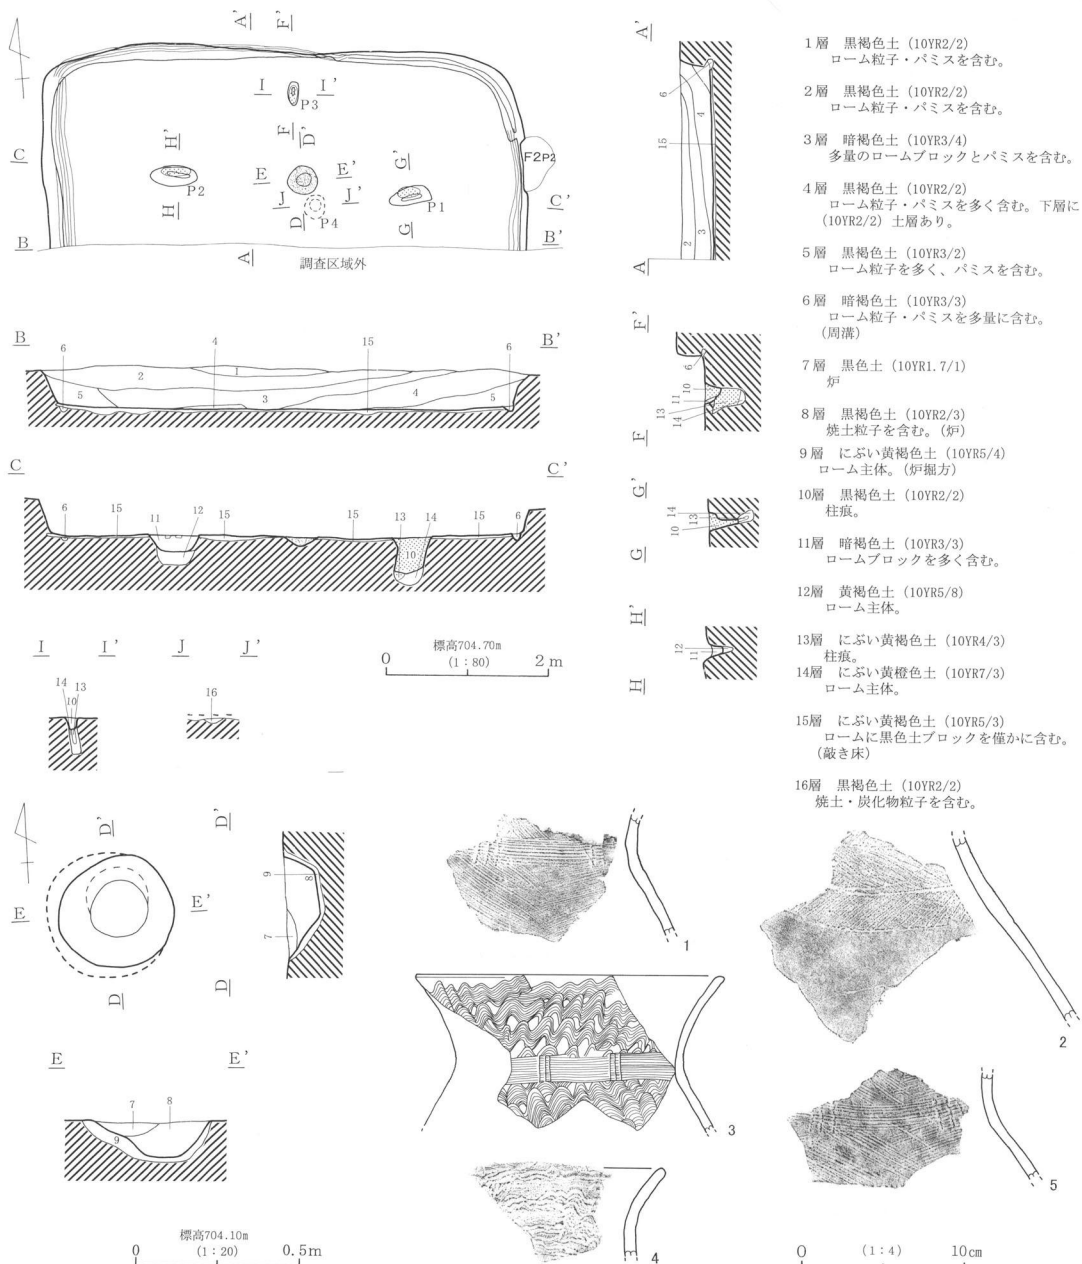 A'
F'
I
I'
P3
F
D'
H'
C
E
E'
G'
F2P2
P2
J
J'
P1
C'
H
D
P4
G
B
B'
A
調査区域外
B
B'
6
4
15
6
2
1
5
3
4
5
C
C'
6
15
11
12
15
15
13
14
15
6
10
I
I'
J
J'
14
13
10
16
標高704.70m
0
(1：80)
2m
A'
6
4
15
3
2
A
F'
6
10
11
13
14
F
G'
14
13
10
G
H'
12
11
H
1層　黒褐色土（10YR2/2）
ローム粒子・パミスを含む。
2層　黒褐色土（10YR2/2）
ローム粒子・パミスを含む。
3層　暗褐色土（10YR3/4）
多量のロームブロックとパミスを含む。
4層　黒褐色土（10YR2/2）
ローム粒子・パミスを多く含む。下層に
（10YR2/2）土層あり。
5層　黒褐色土（10YR3/2）
ローム粒子を多く、パミスを含む。
6層　暗褐色土（10YR3/3）
ローム粒子・パミスを多量に含む。
（周溝）
7層　黒色土（10YR1.7/1）
炉
8層　黒褐色土（10YR2/3）
焼土粒子を含む。（炉）
9層　にぶい黄褐色土（10YR5/4）
ローム主体。（炉掘方）
10層　黒褐色土（10YR2/2）
柱痕。
11層　暗褐色土（10YR3/3）
ロームブロックを多く含む。
12層　黄褐色土（10YR5/8）
ローム主体。
13層　にぶい黄褐色土（10YR4/3）
柱痕。
14層　にぶい黄橙色土（10YR7/3）
ローム主体。
15層　にぶい黄褐色土（10YR5/3）
ロームに黒色土ブロックを僅かに含む。
（敲き床）
16層　黒褐色土（10YR2/2）
焼土・炭化物粒子を含む。
D'
E
E'
D
D'
9
8
7
D
E
E'
7
8
9
標高704.10m
0
(1：20)
0.5m
1
2
3
4
5
0
(1：4)
10cm